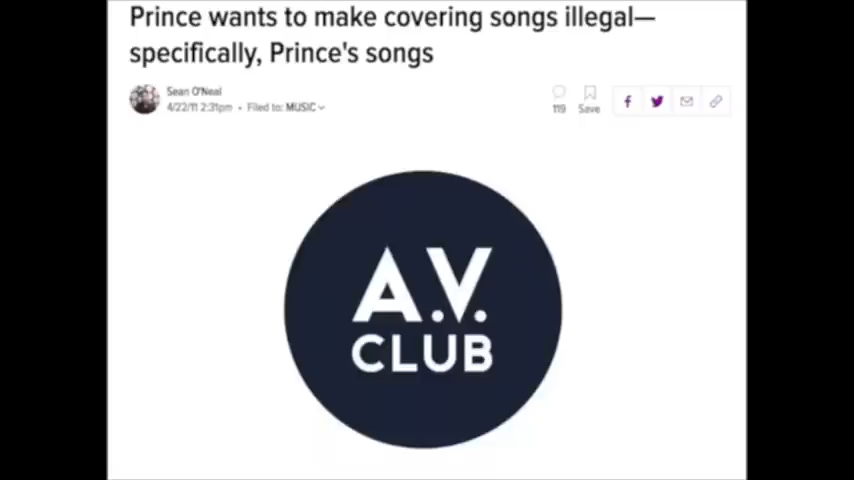 Prince wants to make covering songs illegal—
specifically, Prince's songs
Sean O'Neal
4/22/11 2:31pm • Filed to: MUSIC
119
Save
A.V.
CLUB